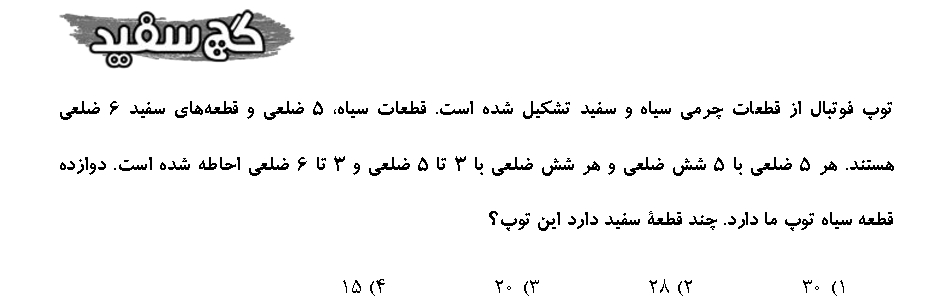 گچ سفید
توپ فوتبال از قطعات چرمی سیاه و سفید تشکیل شده است. قطعات سیاه، ۵ ضلعی و قطعه‌های سفید ۶ ضلعی
هستند. هر ۵ ضلعی با ۵ شش ضلعی و هر شش ضلعی با ۳ تا ۵ ضلعی و ۳ تا ۶ ضلعی احاطه شده است. دوازده
قطعه سیاه توپ ما دارد. چند قطعهٔ سفید دارد این توپ؟
۱) ۳۰ ۲) ۲۸ ۳) ۲۰ ۴) ۱۵